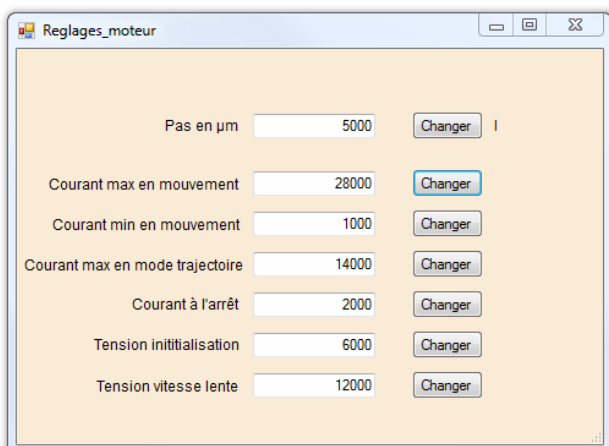 Reglages_moteur
Pas en µm 5000 Changer l
Courant max en mouvement 28000 Changer
Courant min en mouvement 1000 Changer
Courant max en mode trajectoire 14000 Changer
Courant à l'arrêt 2000 Changer
Tension inititialisation 6000 Changer
Tension vitesse lente 12000 Changer